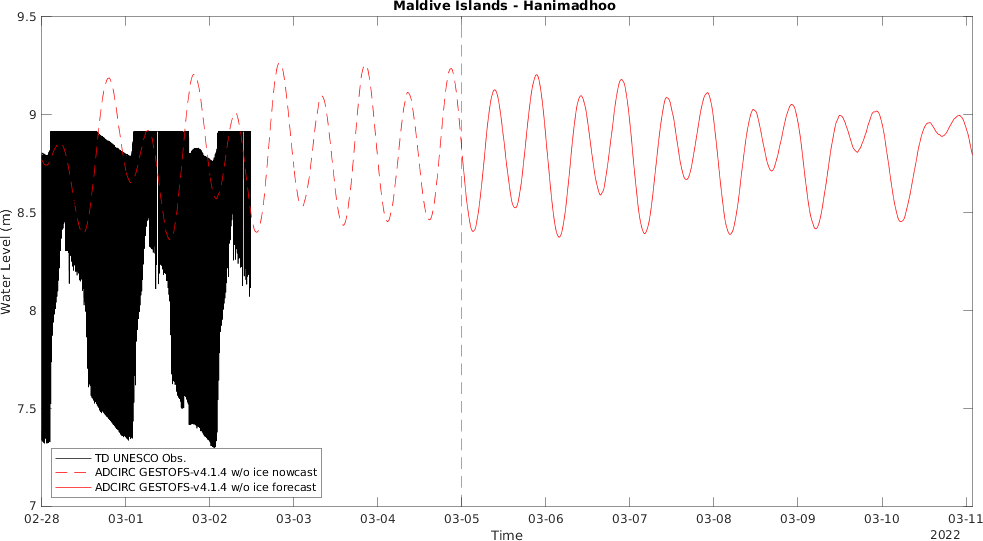 Maldive Islands - Hanimadhoo
9.5
9
8.5
8
7.5
7
Water Level (m)
TD UNESCO Obs.
ADCIRC GESTOFS-v4.1.4 w/o ice nowcast
ADCIRC GESTOFS-v4.1.4 w/o ice forecast
02-28 03-01 03-02 03-03 03-04 03-05 03-06 03-07 03-08 03-09 03-10 03-11
Time
2022